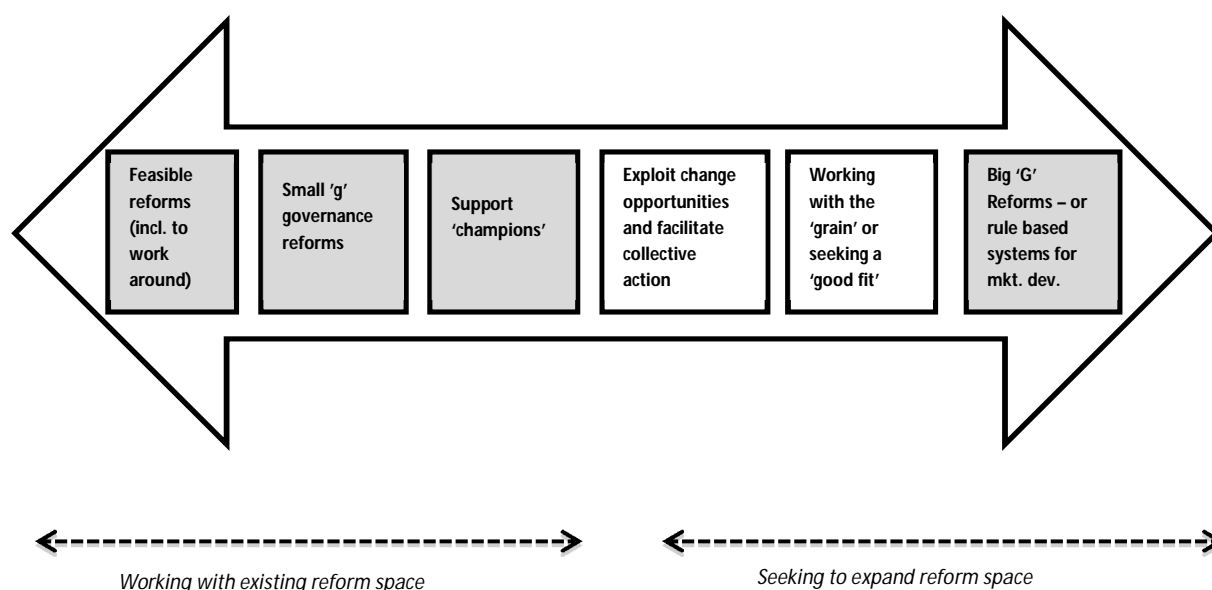 Feasible
reforms
(incl. to
work
around)
Small 'g'
governance
reforms
Support
‘champions’
Exploit change
opportunities
and facilitate
collective
action
Working
with the
‘grain’ or
seeking a
‘good fit’
Big ‘G’
Reforms – or
rule based
systems for
mkt. dev.
Working with existing reform space
Seeking to expand reform space